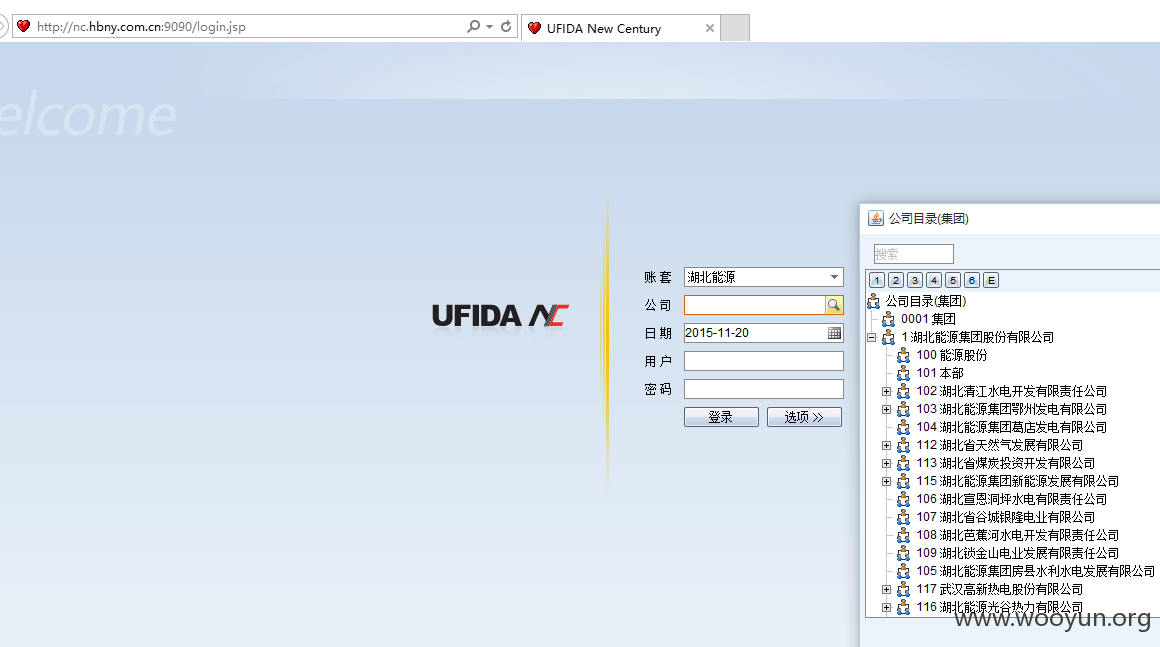 http://nc.hbny.com.cn:9090/login.jsp
UFIDA New Century
elcome
UFIDA NC
账套 湖北能源
公司
日期 2015-11-20
用户
密码
登录 选项 >>
公司目录(集团)
搜索
1 2 3 4 5 6 E
公司目录(集团)
0001 集团
1 湖北能源集团股份有限公司
100 能源股份
101 本部
102 湖北清江水电开发有限责任公司
103 湖北能源集团鄂州发电有限公司
104 湖北能源集团葛店发电有限公司
112 湖北省天然气发展有限公司
113 湖北省煤炭投资开发有限公司
115 湖北能源集团新能源发展有限公司
106 湖北宣恩洞坪水电有限责任公司
107 湖北省谷城银隆电业有限公司
108 湖北芭蕉河水电开发有限责任公司
109 湖北锁金山电业发展有限责任公司
105 湖北能源集团房县水利水电发展有限公司
117 武汉高新热电股份有限公司
116 湖北能源光谷热力有限公司
www.wooyun.org